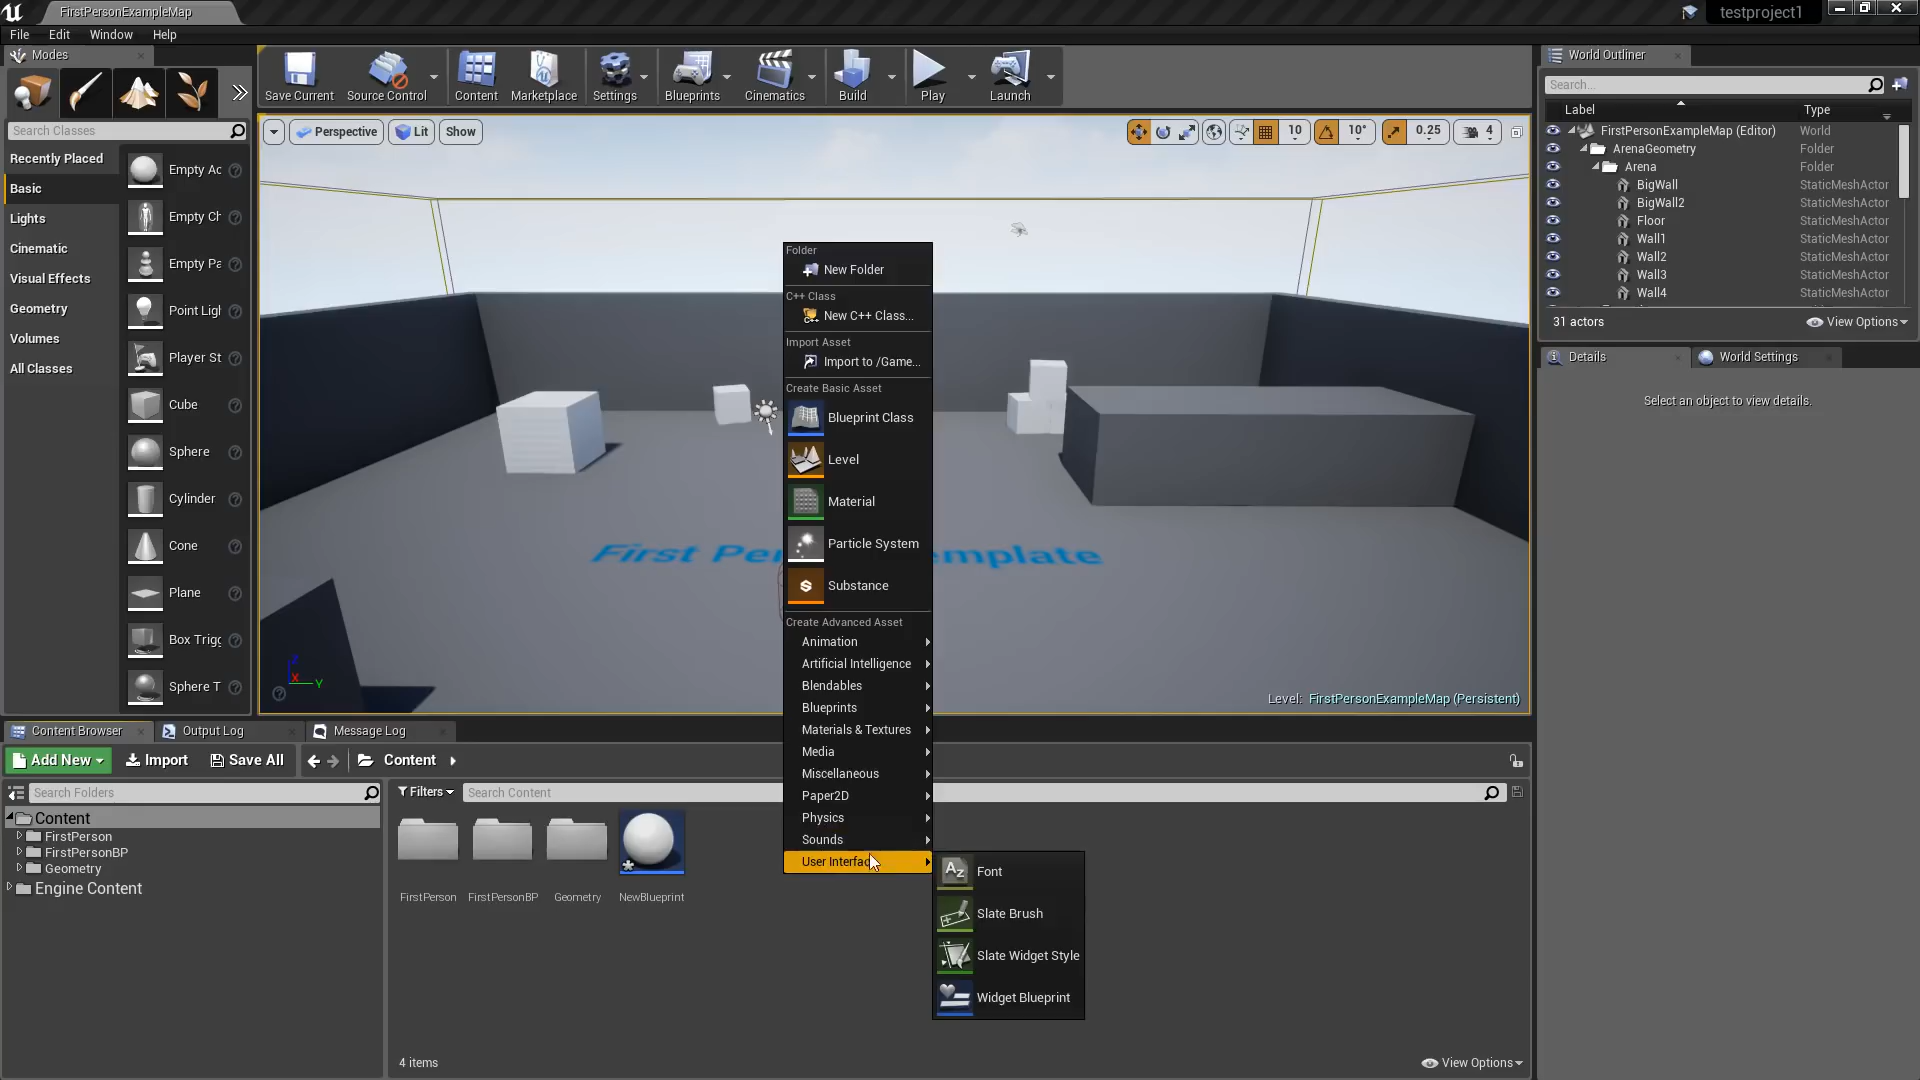 FirstPersonExampleMap
testproject1
File Edit Window Help
Modes
Save Current
Source Control
Content
Marketplace
Settings
Blueprints
Cinematics
Build
Play
Launch
Search Classes
Recently Placed
Basic
Lights
Cinematic
Visual Effects
Geometry
Volumes
All Classes
Empty Ac
Empty Ch
Empty Pa
Point Ligh
Player St
Cube
Sphere
Cylinder
Cone
Plane
Box Trigg
Sphere T
Perspective
Lit
Show
10
10°
0.25
4
First Pe
emplate
X
Y
Z
Level: FirstPersonExampleMap (Persistent)
Folder
New Folder
C++ Class
New C++ Class...
Import Asset
Import to /Game...
Create Basic Asset
Blueprint Class
Level
Material
Particle System
Substance
Create Advanced Asset
Animation
Artificial Intelligence
Blendables
Blueprints
Materials & Textures
Media
Miscellaneous
Paper2D
Physics
Sounds
User Interfac
Font
Slate Brush
Slate Widget Style
Widget Blueprint
World Outliner
Search...
Label Type
FirstPersonExampleMap (Editor) World
ArenaGeometry Folder
Arena Folder
BigWall StaticMeshActor
BigWall2 StaticMeshActor
Floor StaticMeshActor
Wall1 StaticMeshActor
Wall2 StaticMeshActor
Wall3 StaticMeshActor
Wall4 StaticMeshActor
31 actors
View Options
Details
World Settings
Select an object to view details.
Content Browser
Output Log
Message Log
Add New
Import
Save All
Content
Search Folders
Content
FirstPerson
FirstPersonBP
Geometry
Engine Content
Filters
Search Content
FirstPerson
FirstPersonBP
Geometry
NewBlueprint
4 items
View Options